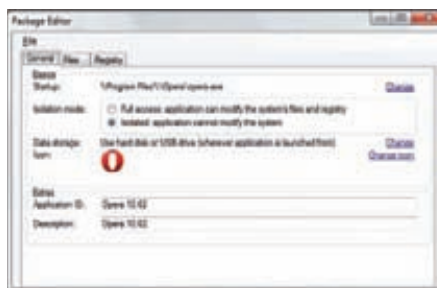 Package Editor
File
General Files Registry
Basics
Startup: %Program Files%\Opera\opera.exe Change
Isolation mode: Full access: application can modify the system's files and registry
Isolated: application cannot modify the system
Data storage: Use hard disk or USB drive (wherever application is launched from) Change
Icon: Change icon
Extras
Application ID: Opera 10.62
Description: Opera 10.62